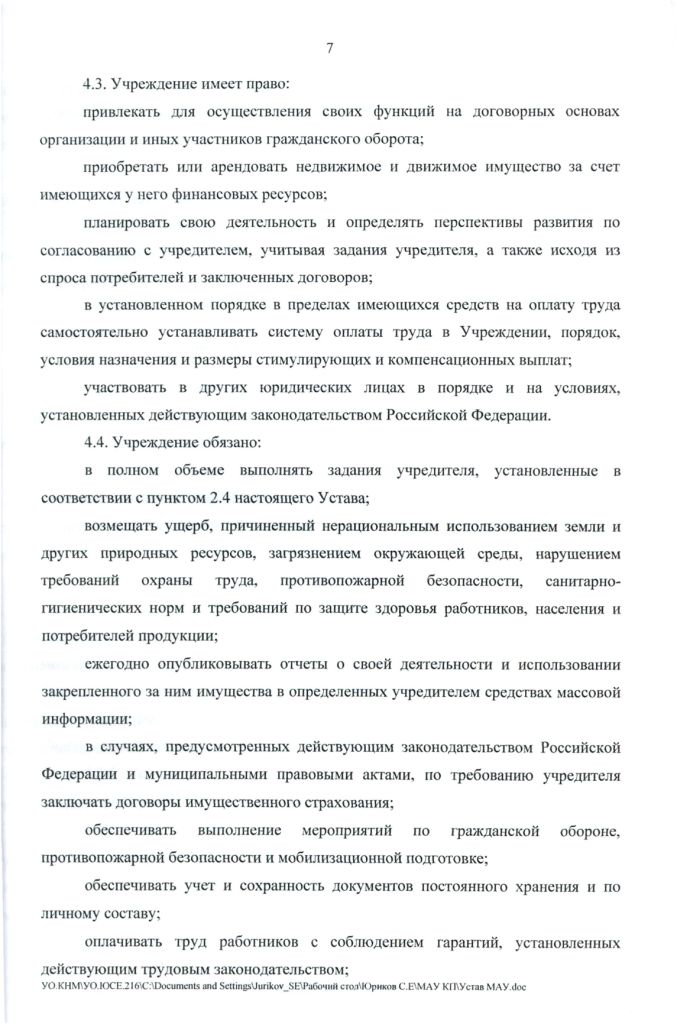 7
4.3. Учреждение имеет право:
привлекать для осуществления своих функций на договорных основах
организации и иных участников гражданского оборота;
приобретать или арендовать недвижимое и движимое имущество за счет
имеющихся у него финансовых ресурсов;
планировать свою деятельность и определять перспективы развития по
согласованию с учредителем, учитывая задания учредителя, а также исходя из
спроса потребителей и заключенных договоров;
в установленном порядке в пределах имеющихся средств на оплату труда
самостоятельно устанавливать систему оплаты труда в Учреждении, порядок,
условия назначения и размеры стимулирующих и компенсационных выплат;
участвовать в других юридических лицах в порядке и на условиях,
установленных действующим законодательством Российской Федерации.
4.4. Учреждение обязано:
в полном объеме выполнять задания учредителя, установленные в
соответствии с пунктом 2.4 настоящего Устава;
возмещать ущерб, причиненный нерациональным использованием земли и
других природных ресурсов, загрязнением окружающей среды, нарушением
требований охраны труда, противопожарной безопасности, санитарно-
гигиенических норм и требований по защите здоровья работников, населения и
потребителей продукции;
ежегодно опубликовывать отчеты о своей деятельности и использовании
закрепленного за ним имущества в определенных учредителем средствах массовой
информации;
в случаях, предусмотренных действующим законодательством Российской
Федерации и муниципальными правовыми актами, по требованию учредителя
заключать договоры имущественного страхования;
обеспечивать выполнение мероприятий по гражданской обороне,
противопожарной безопасности и мобилизационной подготовке;
обеспечивать учет и сохранность документов постоянного хранения и по
личному составу;
оплачивать труд работников с соблюдением гарантий, установленных
действующим трудовым законодательством;
УО.КНМ\УО.ЮСЕ.216\C:\Documents and Settings\Jurikov_SE\Рабочий стол\Юриков С.Е\МАУ КП\Устав МАУ.doc